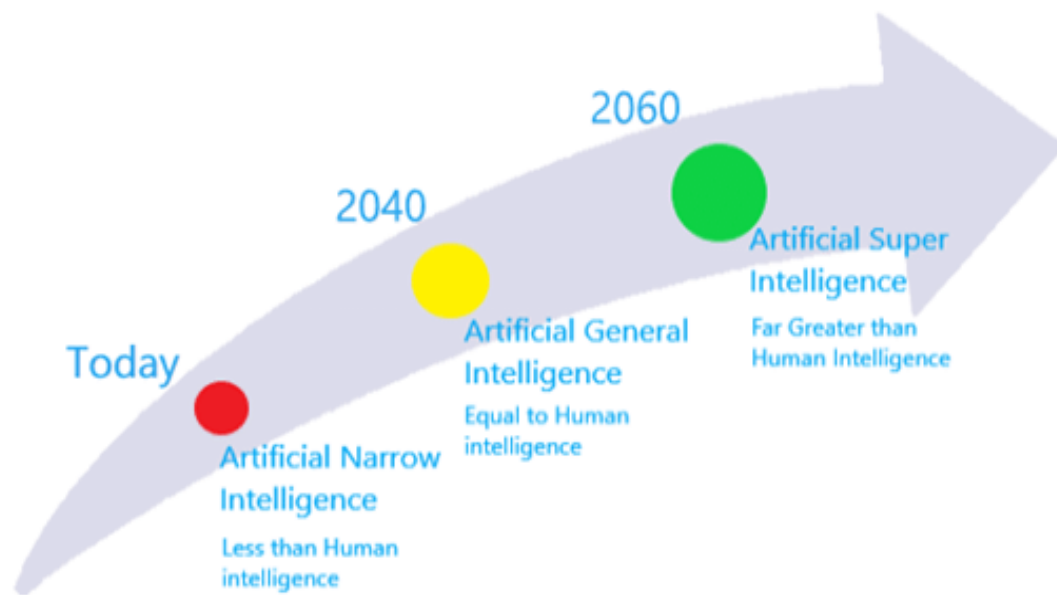 Today
Artificial Narrow
Intelligence
Less than Human
intelligence
2040
Artificial General
Intelligence
Equal to Human
intelligence
2060
Artificial Super
Intelligence
Far Greater than
Human Intelligence